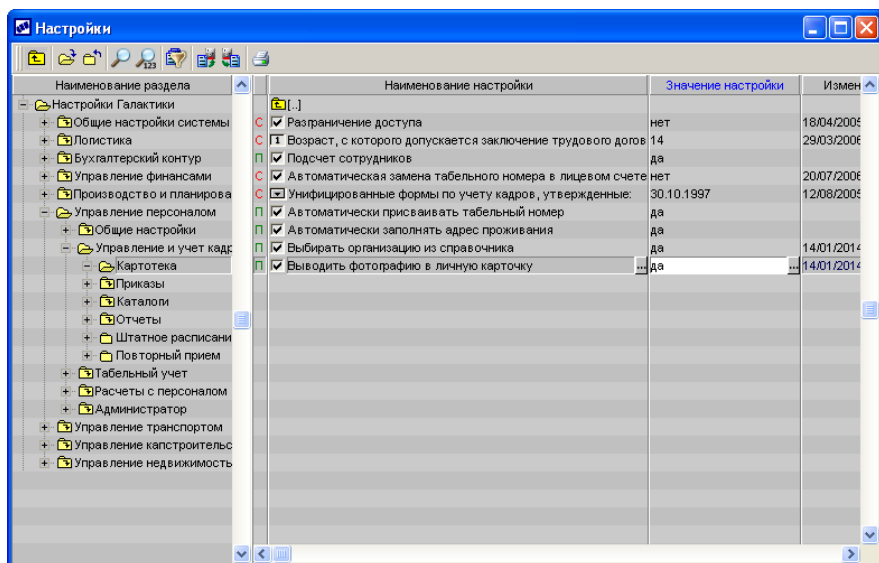 Настройки
Наименование раздела
Наименование настройки Значение настройки Измен
Настройки Галактики
[..]
Общие настройки системы
С Разграничение доступа нет 18/04/2005
Логистика
С Возраст, с которого допускается заключение трудового догов 14 29/03/2006
Бухгалтерский контур
П Подсчет сотрудников да
Управление финансами
С Автоматическая замена табельного номера в лицевом счете нет 20/07/2006
Производство и планирова
С Унифицированные формы по учету кадров, утвержденные: 30.10.1997 12/08/2005
Управление персоналом
П Автоматически присваивать табельный номер да
Общие настройки
П Автоматически заполнять адрес проживания да
Управление и учет кадр
П Выбирать организацию из справочника да 14/01/2014
Картотека
П Выводить фотографию в личную карточку ... да ... 14/01/2014
Приказы
Каталоги
Отчеты
Штатное расписани
Повторный прием
Табельный учет
Расчеты с персоналом
Администратор
Управление транспортом
Управление капстроительс
Управление недвижимость